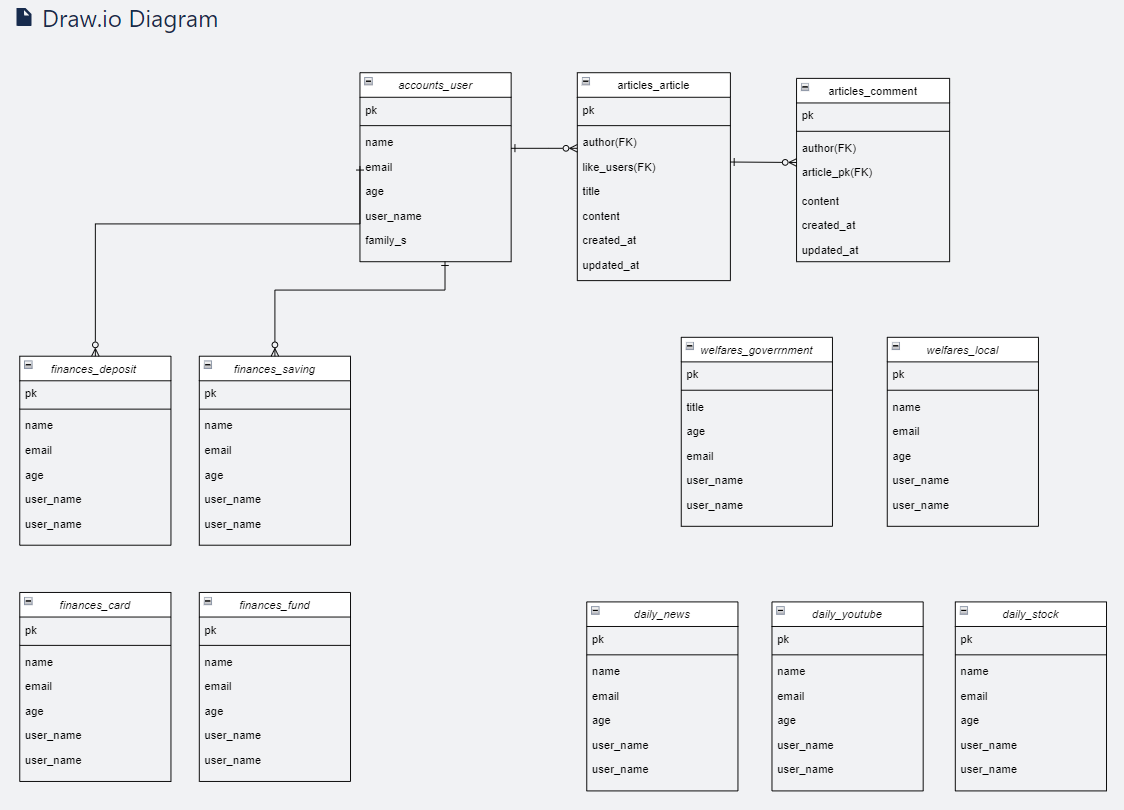 Draw.io Diagram
accounts_user
pk
name
email
age
user_name
family_s
articles_article
pk
author(FK)
like_users(FK)
title
content
created_at
updated_at
articles_comment
pk
author(FK)
article_pk(FK)
content
created_at
updated_at
finances_deposit
pk
name
email
age
user_name
user_name
finances_saving
pk
name
email
age
user_name
user_name
welfares_goverrnment
pk
title
age
email
user_name
user_name
welfares_local
pk
name
email
age
user_name
user_name
finances_card
pk
name
email
age
user_name
user_name
finances_fund
pk
name
email
age
user_name
user_name
daily_news
pk
name
email
age
user_name
user_name
daily_youtube
pk
name
email
age
user_name
user_name
daily_stock
pk
name
email
age
user_name
user_name